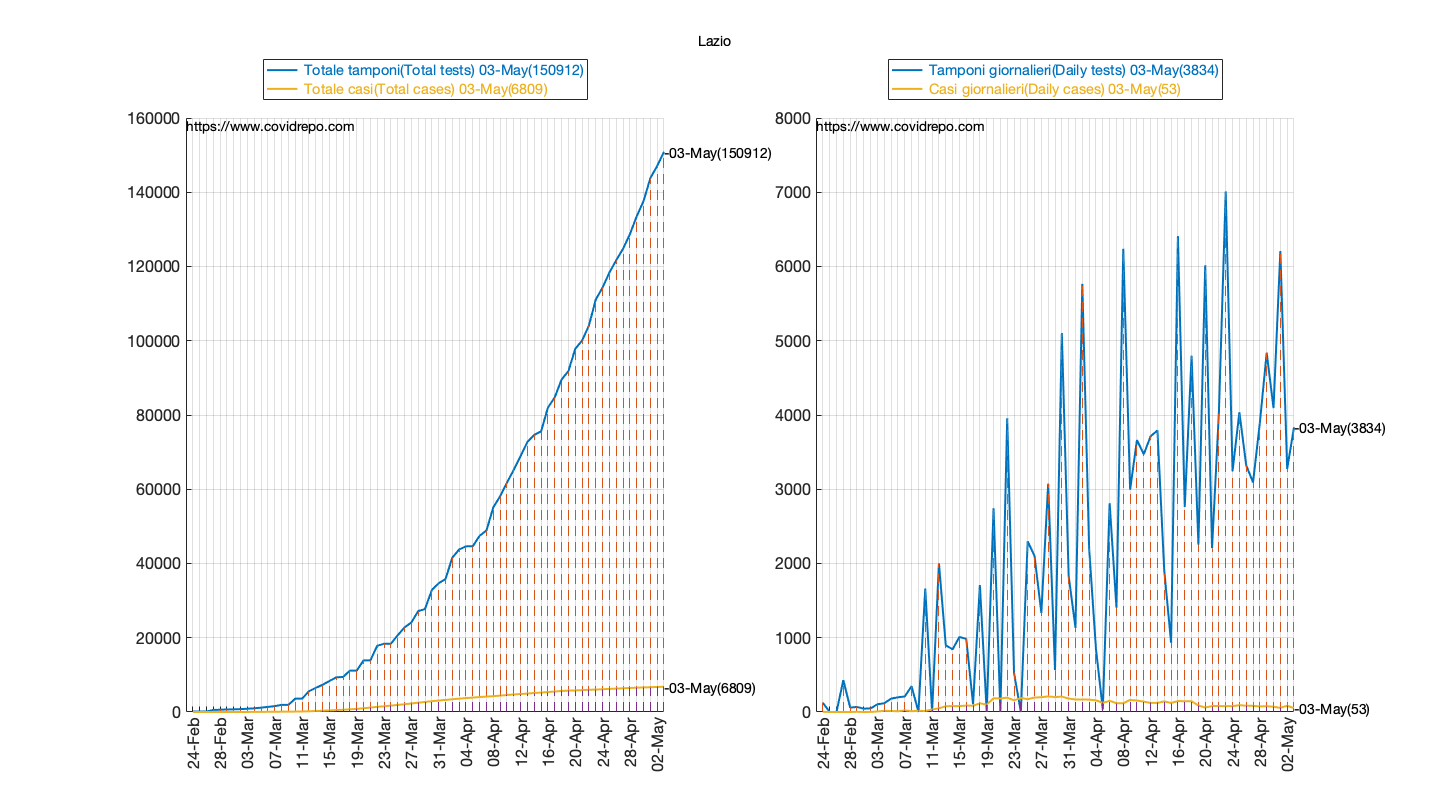 Lazio
Totale tamponi(Total tests) 03-May(150912)
Totale casi(Total cases) 03-May(6809)
160000
140000
120000
100000
80000
60000
40000
20000
0
https://www.covidrepo.com
-03-May(150912)
-03-May(6809)
24-Feb
28-Feb
03-Mar
07-Mar
11-Mar
15-Mar
19-Mar
23-Mar
27-Mar
31-Mar
04-Apr
08-Apr
12-Apr
16-Apr
20-Apr
24-Apr
28-Apr
02-May
Tamponi giornalieri(Daily tests) 03-May(3834)
Casi giornalieri(Daily cases) 03-May(53)
8000
7000
6000
5000
4000
3000
2000
1000
0
https://www.covidrepo.com
-03-May(3834)
-03-May(53)
24-Feb
28-Feb
03-Mar
07-Mar
11-Mar
15-Mar
19-Mar
23-Mar
27-Mar
31-Mar
04-Apr
08-Apr
12-Apr
16-Apr
20-Apr
24-Apr
28-Apr
02-May